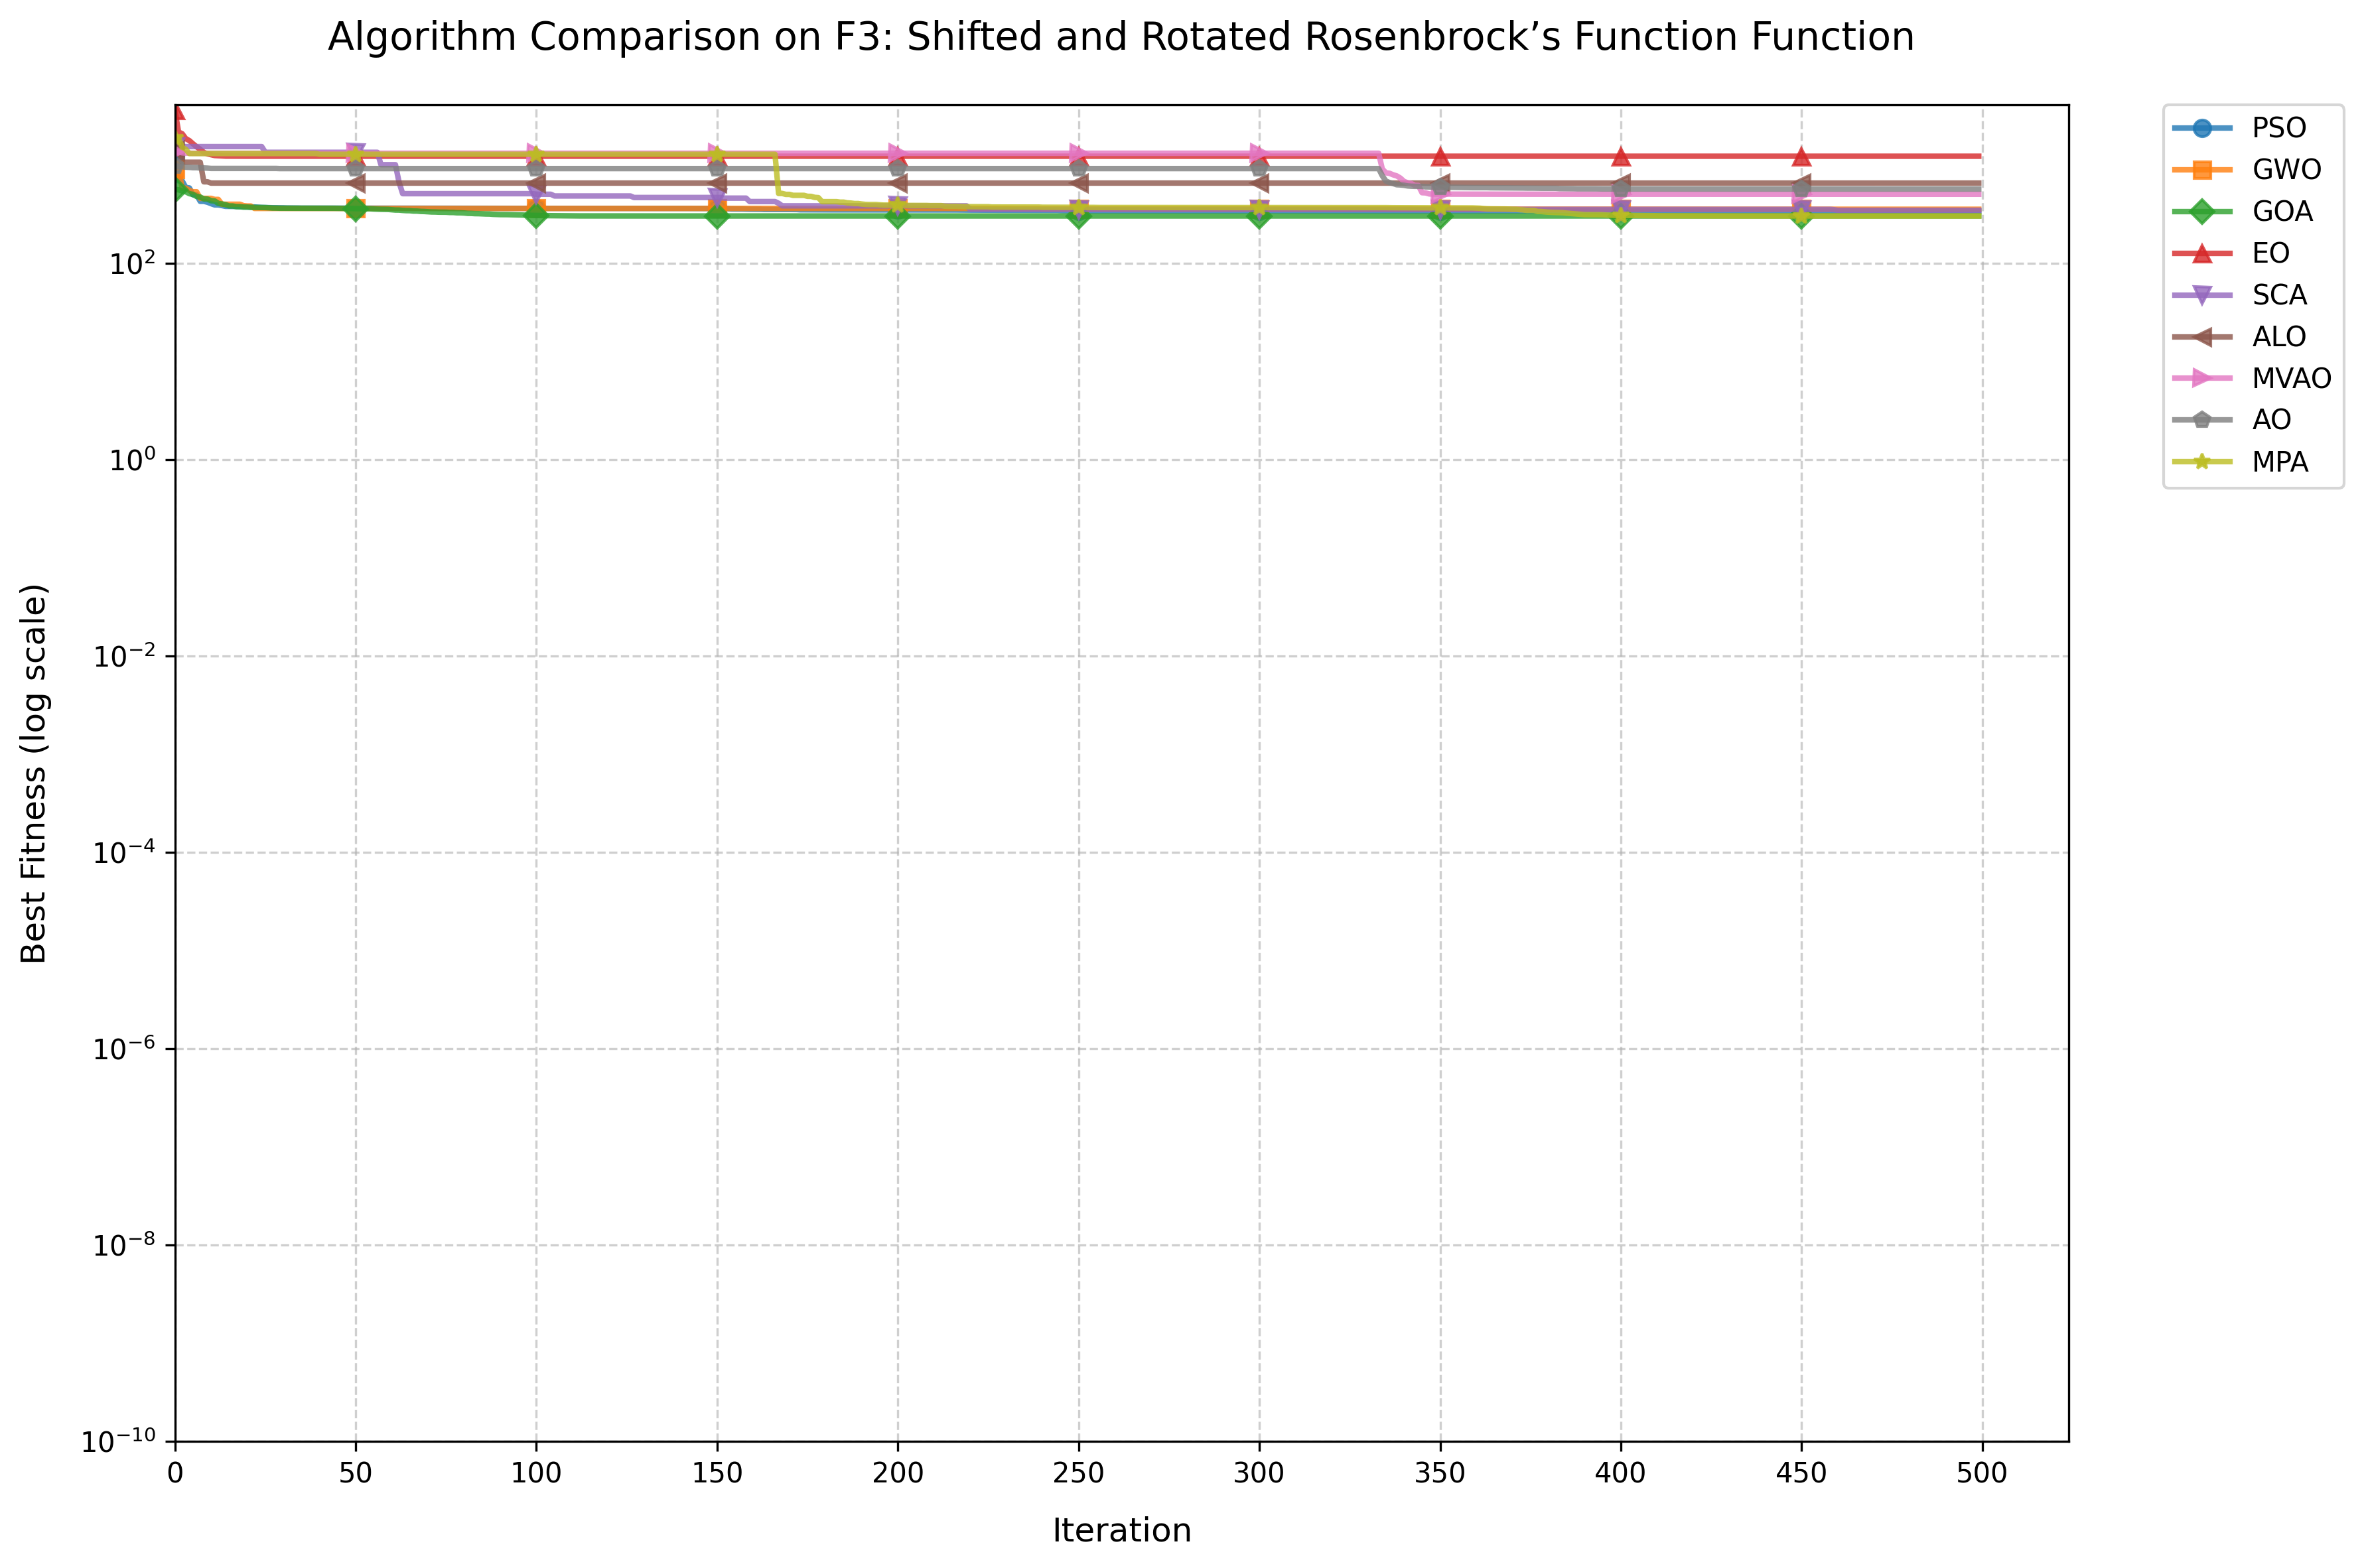 Algorithm Comparison on F3: Shifted and Rotated Rosenbrock’s Function Function
PSO
GWO
GOA
EO
SCA
ALO
MVAO
AO
MPA
Best Fitness (log scale)
10²
10⁰
10⁻²
10⁻⁴
10⁻⁶
10⁻⁸
10⁻¹⁰
0 50 100 150 200 250 300 350 400 450 500
Iteration